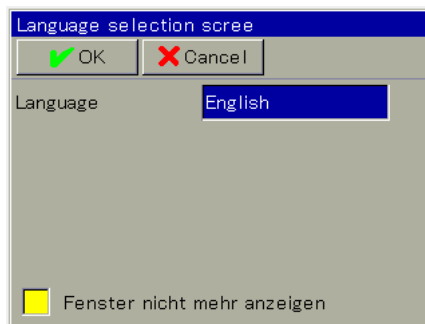 Language selection scree
OK Cancel
Language English
Fenster nicht mehr anzeigen